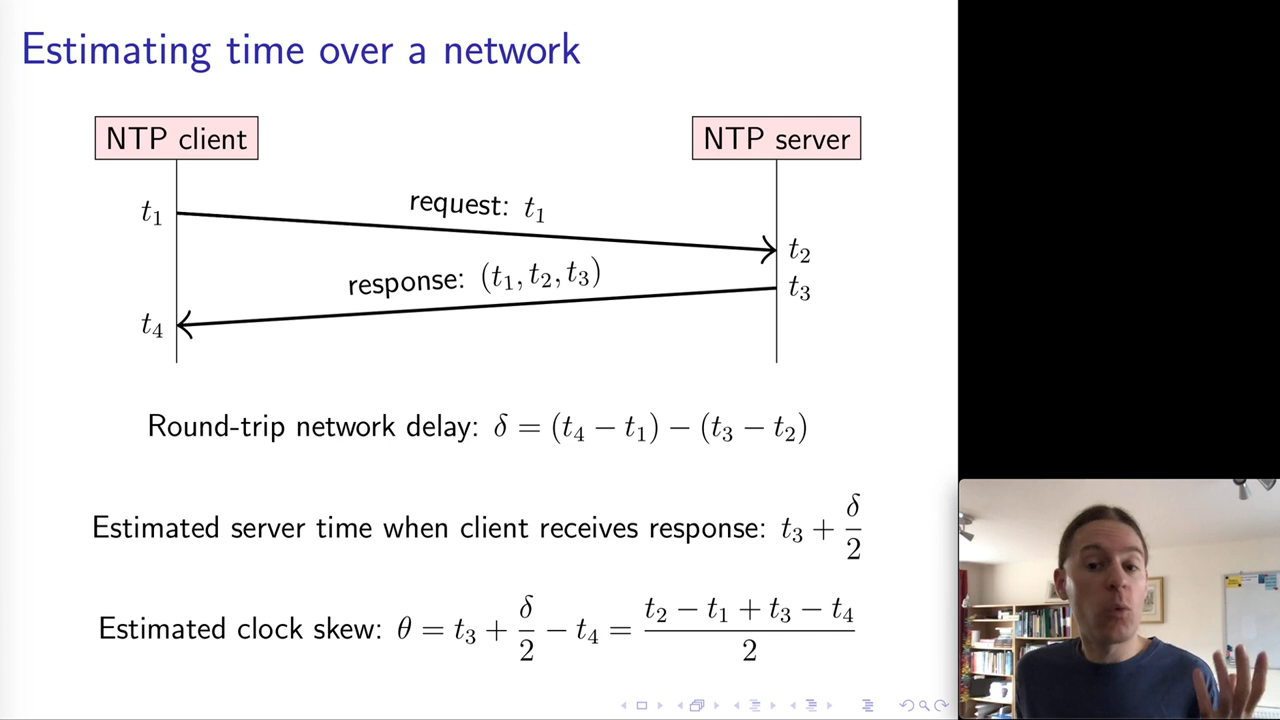 Estimating time over a network
NTP client
NTP server
t₁
request: t₁
t₂
response: (t₁, t₂, t₃)
t₃
t₄
Round-trip network delay: δ = (t₄ − t₁) − (t₃ − t₂)
Estimated server time when client receives response: t₃ + δ/2
Estimated clock skew: θ = t₃ + δ/2 − t₄ = (t₂ − t₁ + t₃ − t₄)/2